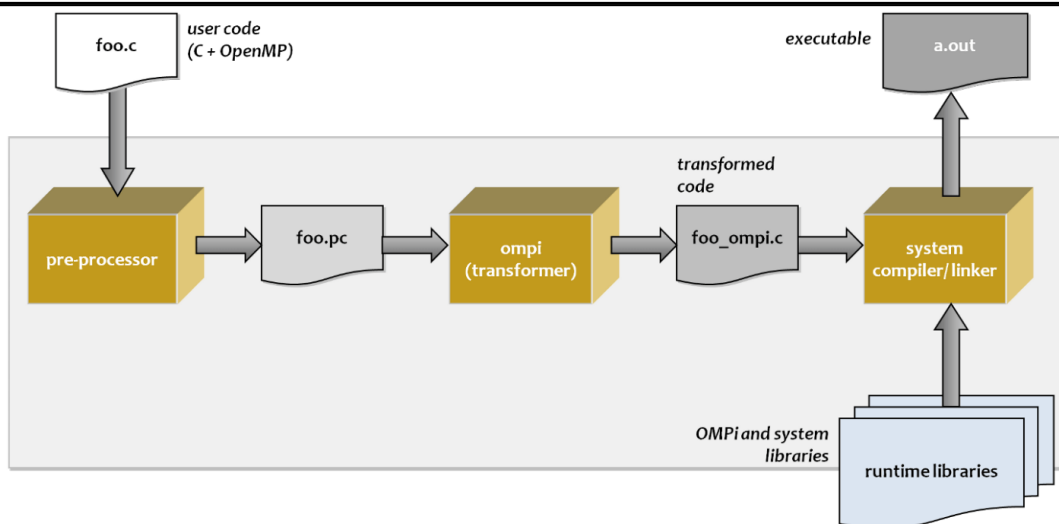 foo.c
user code
(C + OpenMP)
executable
a.out
transformed
code
pre-processor
foo.pc
ompi
(transformer)
foo_ompi.c
system
compiler/ linker
OMPi and system
libraries
runtime libraries